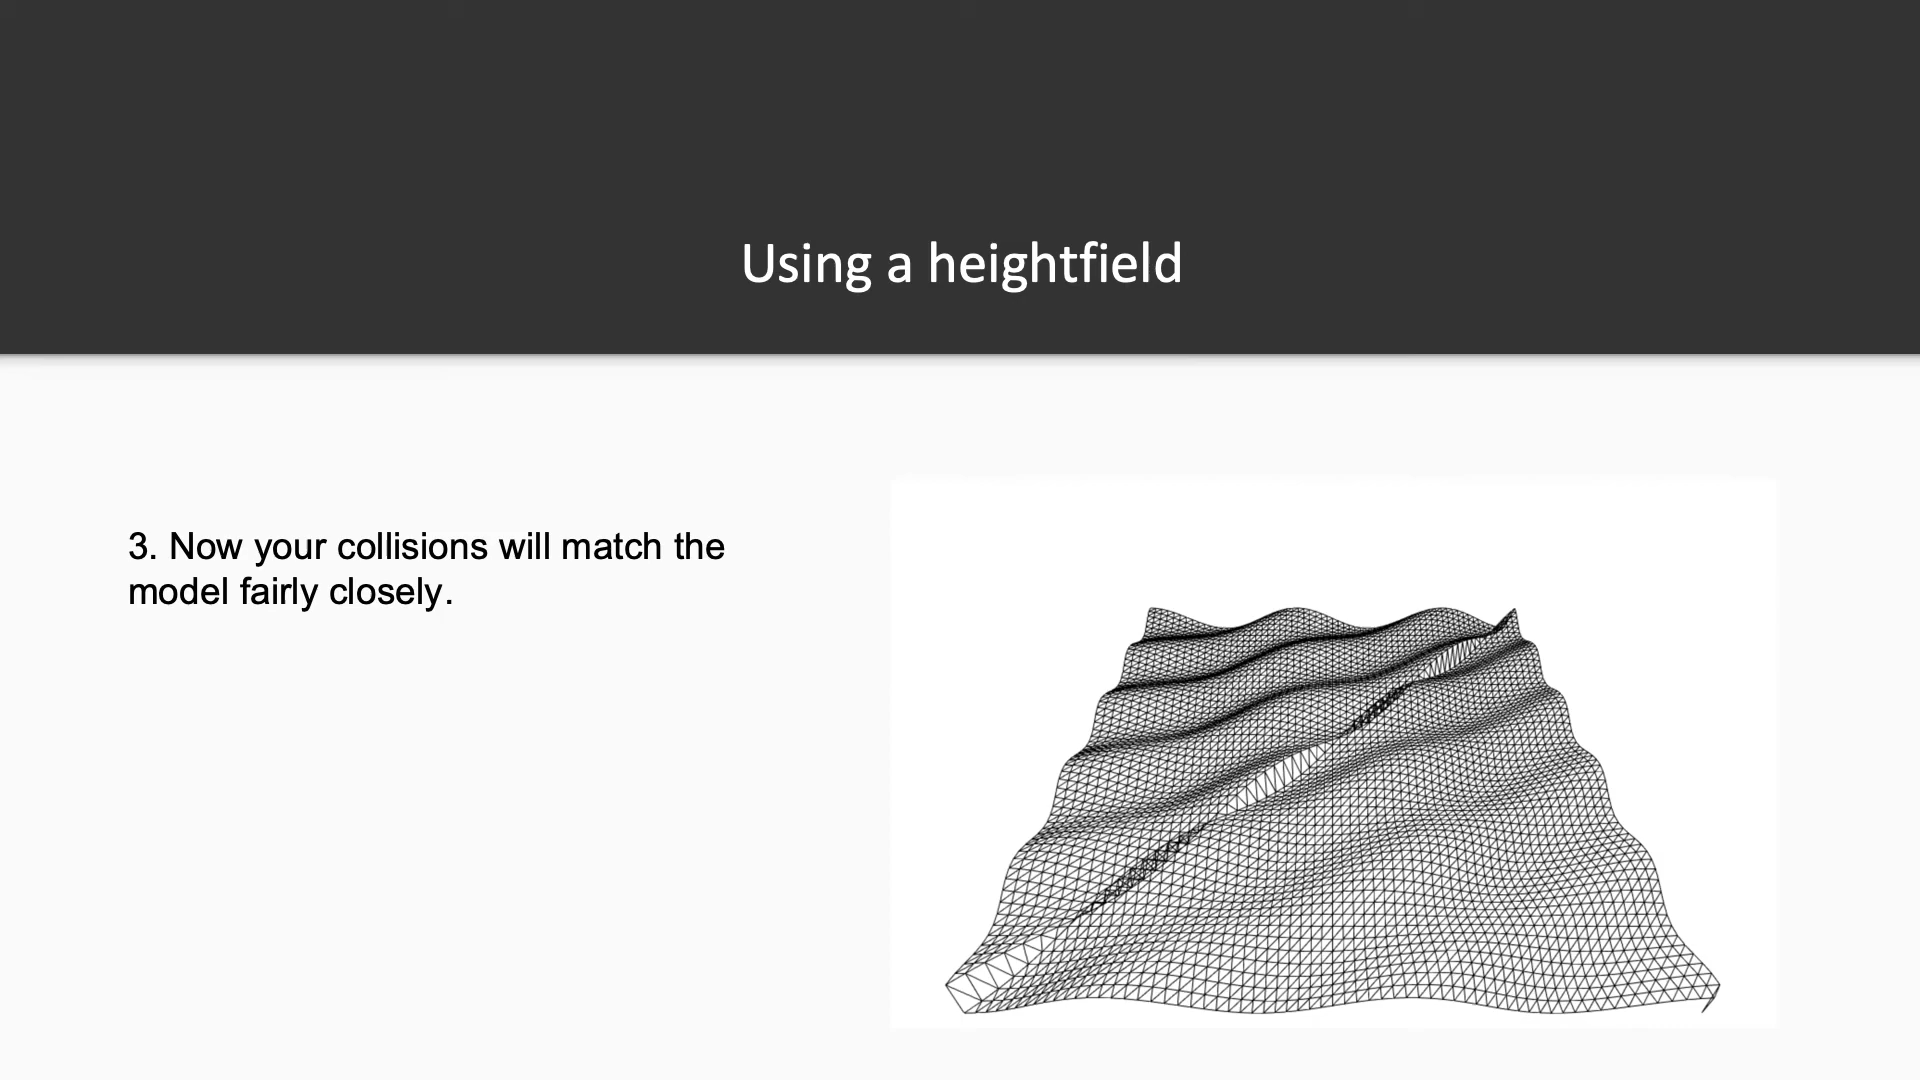 Using a heightfield
3. Now your collisions will match the
model fairly closely.